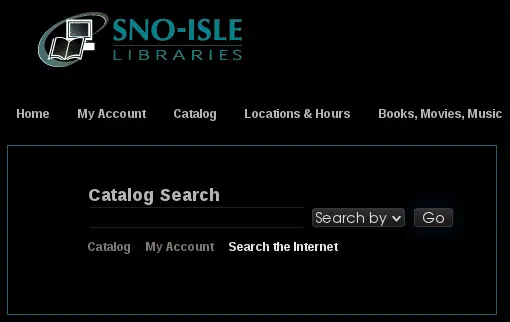 SNO-ISLE
LIBRARIES
Home My Account Catalog Locations & Hours Books, Movies, Music
Catalog Search
Search by Go
Catalog My Account Search the Internet